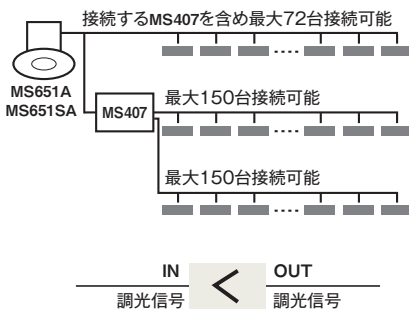 接続するMS407を含め最大72台接続可能
MS651A
MS651SA
MS407
最大150台接続可能
最大150台接続可能
IN
OUT
調光信号
調光信号